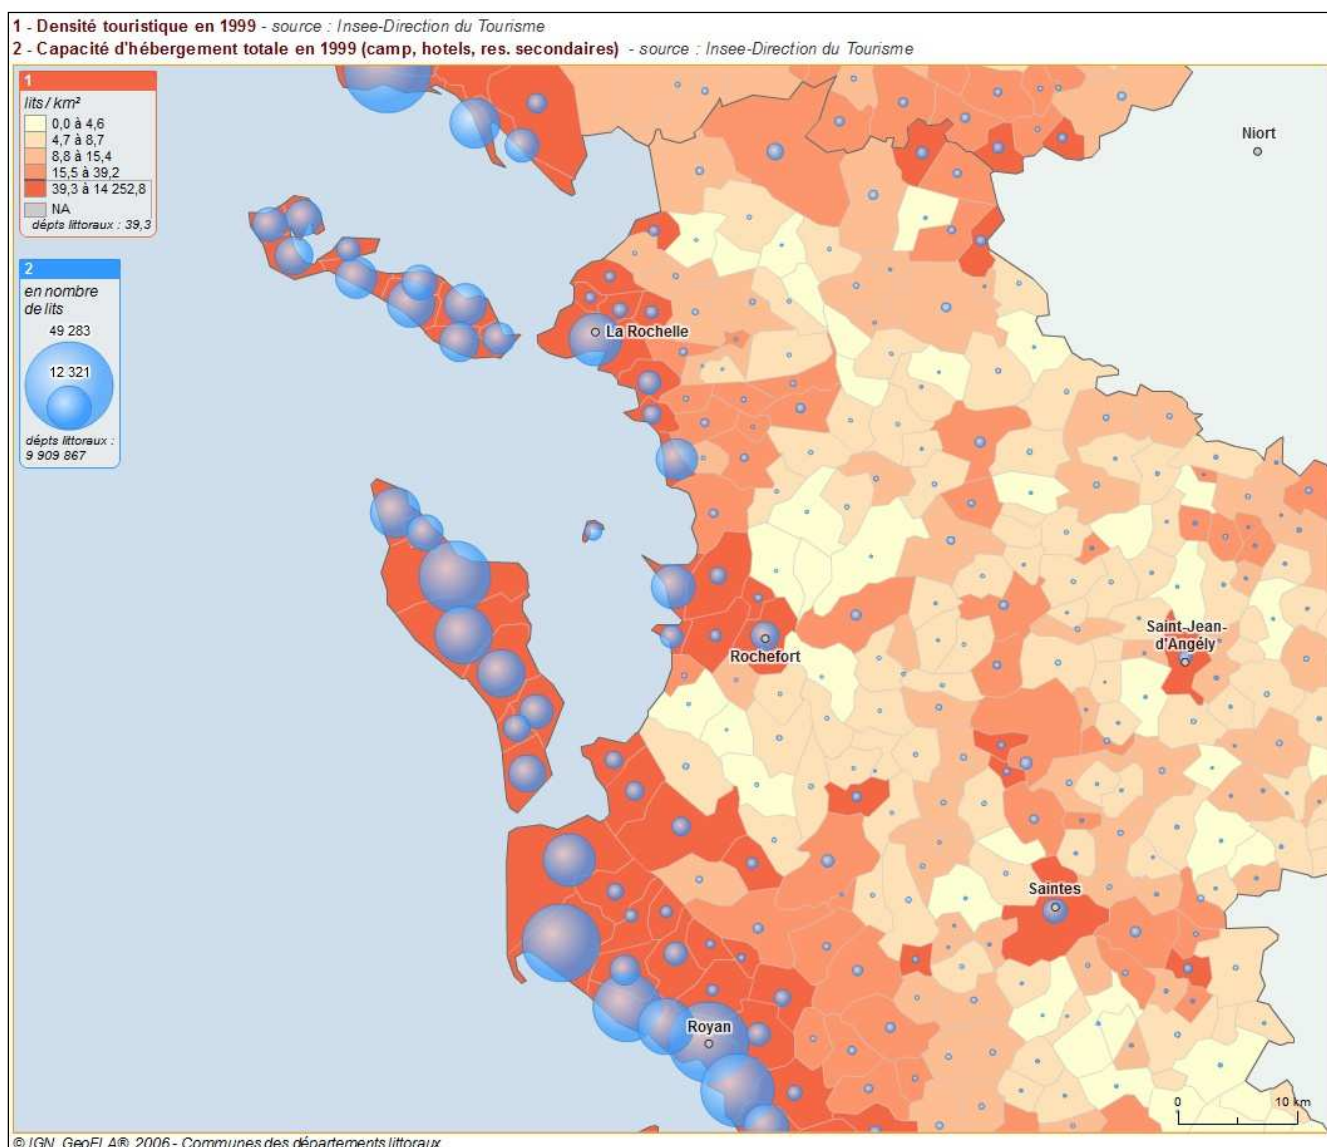 1 - Densité touristique en 1999 - source : Insee-Direction du Tourisme
2 - Capacité d'hébergement totale en 1999 (camp, hotels, res. secondaires) - source : Insee-Direction du Tourisme
1
lits / km²
0,0 à 4,6
4,7 à 8,7
8,8 à 15,4
15,5 à 39,2
39,3 à 14 252,8
NA
dépts littoraux : 39,3
2
en nombre
de lits
49 283
12 321
dépts littoraux :
9 909 867
Niort
La Rochelle
Rochefort
Saint-Jean-
d'Angély
Saintes
Royan
0 10 km
© IGN GeoFLA®, 2006 - Communes des départements littoraux